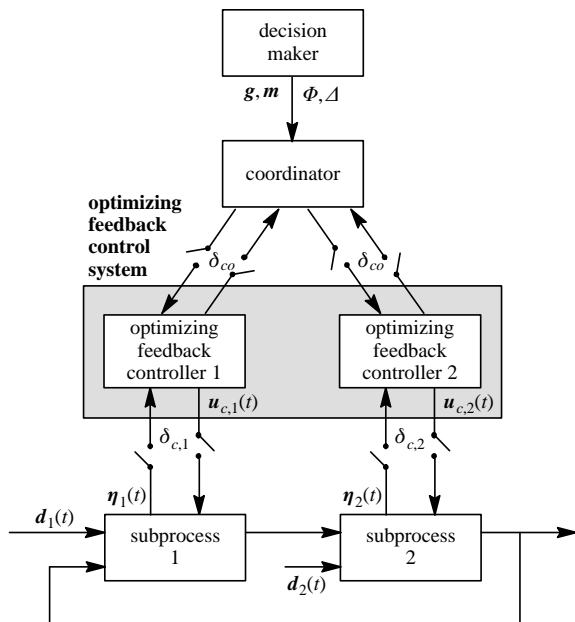 decision
maker
g, m Φ, Δ
coordinator
optimizing
feedback
control
system
δco δco
optimizing
feedback
controller 1
optimizing
feedback
controller 2
uc,1(t) uc,2(t)
δc,1 δc,2
η1(t) η2(t)
d1(t)
subprocess
1
subprocess
2
d2(t)